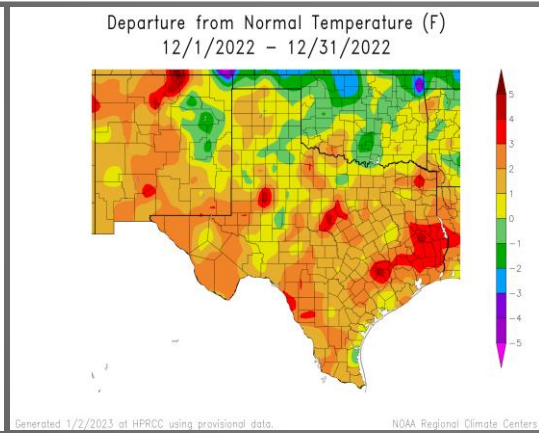 Departure from Normal Temperature (F)
12/1/2022 – 12/31/2022
5
4
3
2
1
0
-1
-2
-3
-4
-5
Generated 1/2/2023 at HPRCC using provisional data.
NOAA Regional Climate Centers